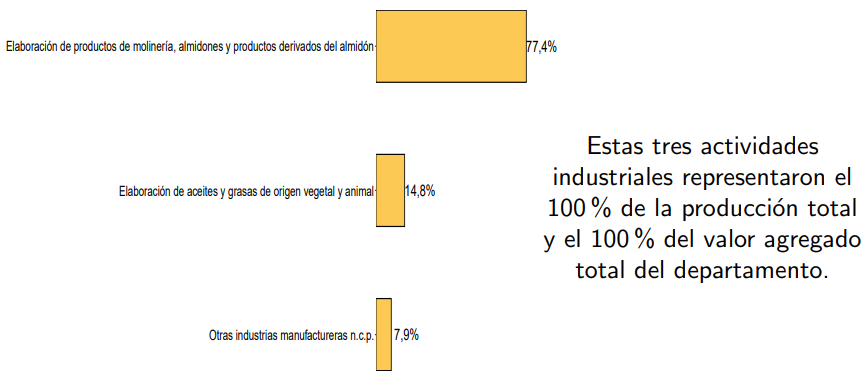 Elaboración de productos de molinería, almidones y productos derivados del almidón
77,4%
Elaboración de aceites y grasas de origen vegetal y animal
14,8%
Otras industrias manufactureras n.c.p.
7,9%
Estas tres actividades
industriales representaron el
100 % de la producción total
y el 100 % del valor agregado
total del departamento.